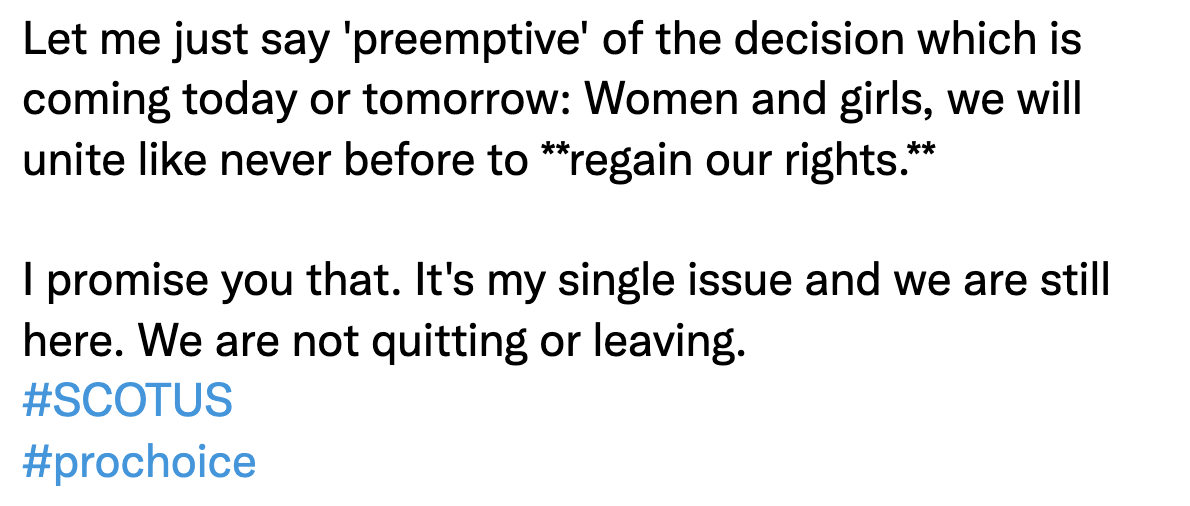 Let me just say 'preemptive' of the decision which is
coming today or tomorrow: Women and girls, we will
unite like never before to **regain our rights.**
I promise you that. It's my single issue and we are still
here. We are not quitting or leaving.
#SCOTUS
#prochoice